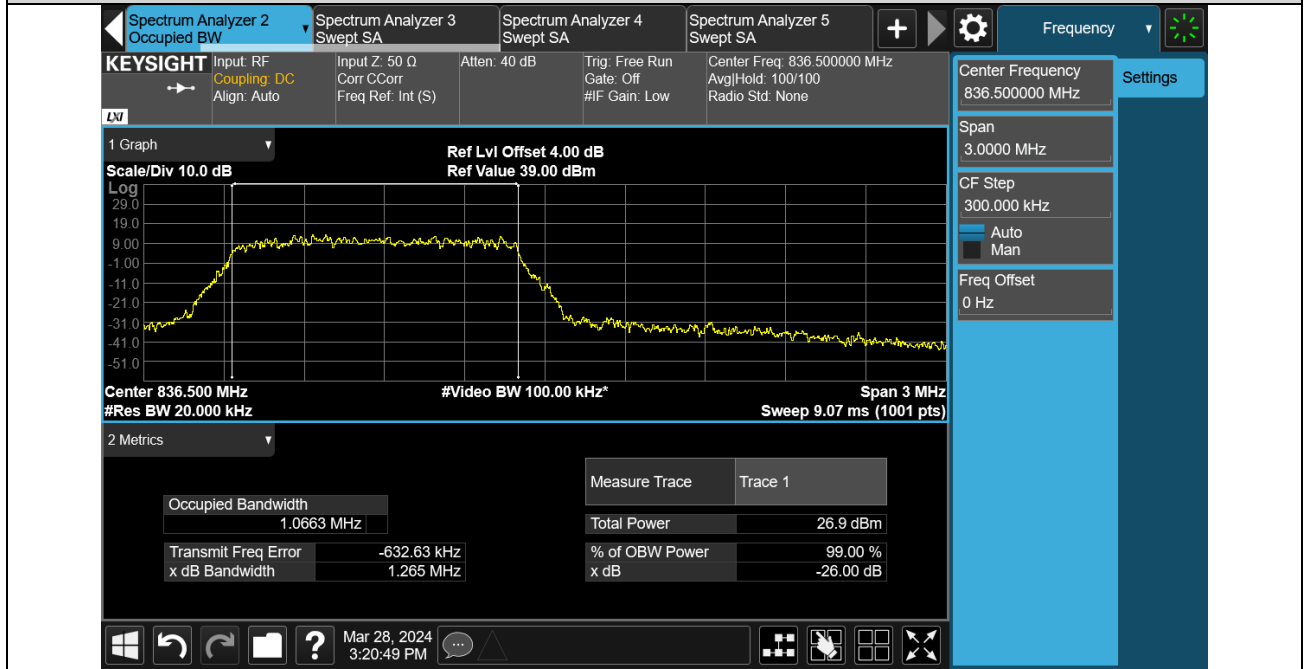 Spectrum Analyzer 2
Occupied BW
Spectrum Analyzer 3
Swept SA
Spectrum Analyzer 4
Swept SA
Spectrum Analyzer 5
Swept SA
+
Frequency
KEYSIGHT
LXI
Input: RF
Coupling: DC
Align: Auto
Input Z: 50 Ω
Corr CCorr
Freq Ref: Int (S)
Atten: 40 dB
Trig: Free Run
Gate: Off
#IF Gain: Low
Center Freq: 836.500000 MHz
Avg|Hold: 100/100
Radio Std: None
Center Frequency
836.500000 MHz
Settings
Span
3.0000 MHz
CF Step
300.000 kHz
Auto
Man
Freq Offset
0 Hz
1 Graph
Scale/Div 10.0 dB
Ref Lvl Offset 4.00 dB
Ref Value 39.00 dBm
Log
29.0
19.0
9.00
-1.00
-11.0
-21.0
-31.0
-41.0
-51.0
Center 836.500 MHz
#Video BW 100.00 kHz*
Span 3 MHz
#Res BW 20.000 kHz
Sweep 9.07 ms (1001 pts)
2 Metrics
Measure Trace
Trace 1
Occupied Bandwidth
1.0663 MHz
Total Power
26.9 dBm
Transmit Freq Error
-632.63 kHz
% of OBW Power
99.00 %
x dB Bandwidth
1.265 MHz
x dB
-26.00 dB
?
Mar 28, 2024
3:20:49 PM